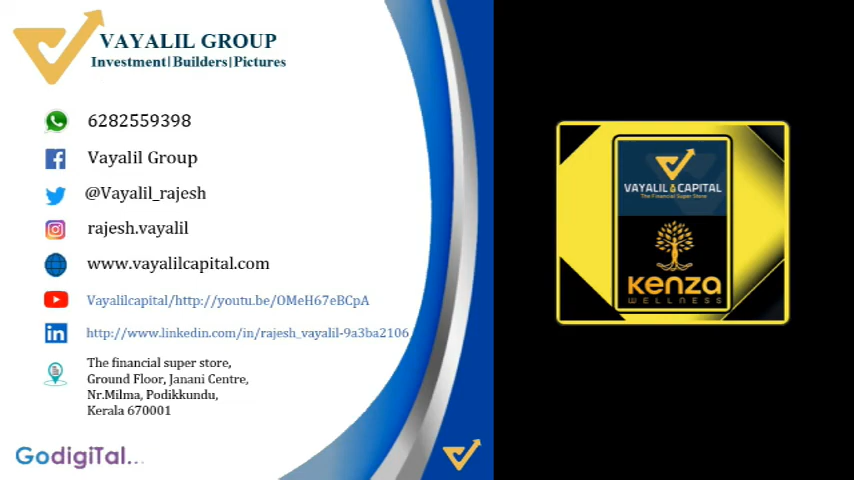 VAYALIL GROUP
Investment|Builders|Pictures
6282559398
Vayalil Group
@Vayalil_rajesh
rajesh.vayalil
www.vayalilcapital.com
Vayalilcapital/http://youtu.be/OMeH67eBCpA
http://www.linkedin.com/in/rajesh_vayalil-9a3ba2106
The financial super store,
Ground Floor, Janani Centre,
Nr.Milma, Podikkundu,
Kerala 670001
GodigiTal...
VAYALIL CAPITAL
The Financial Super Store
KENZA
WELLNESS